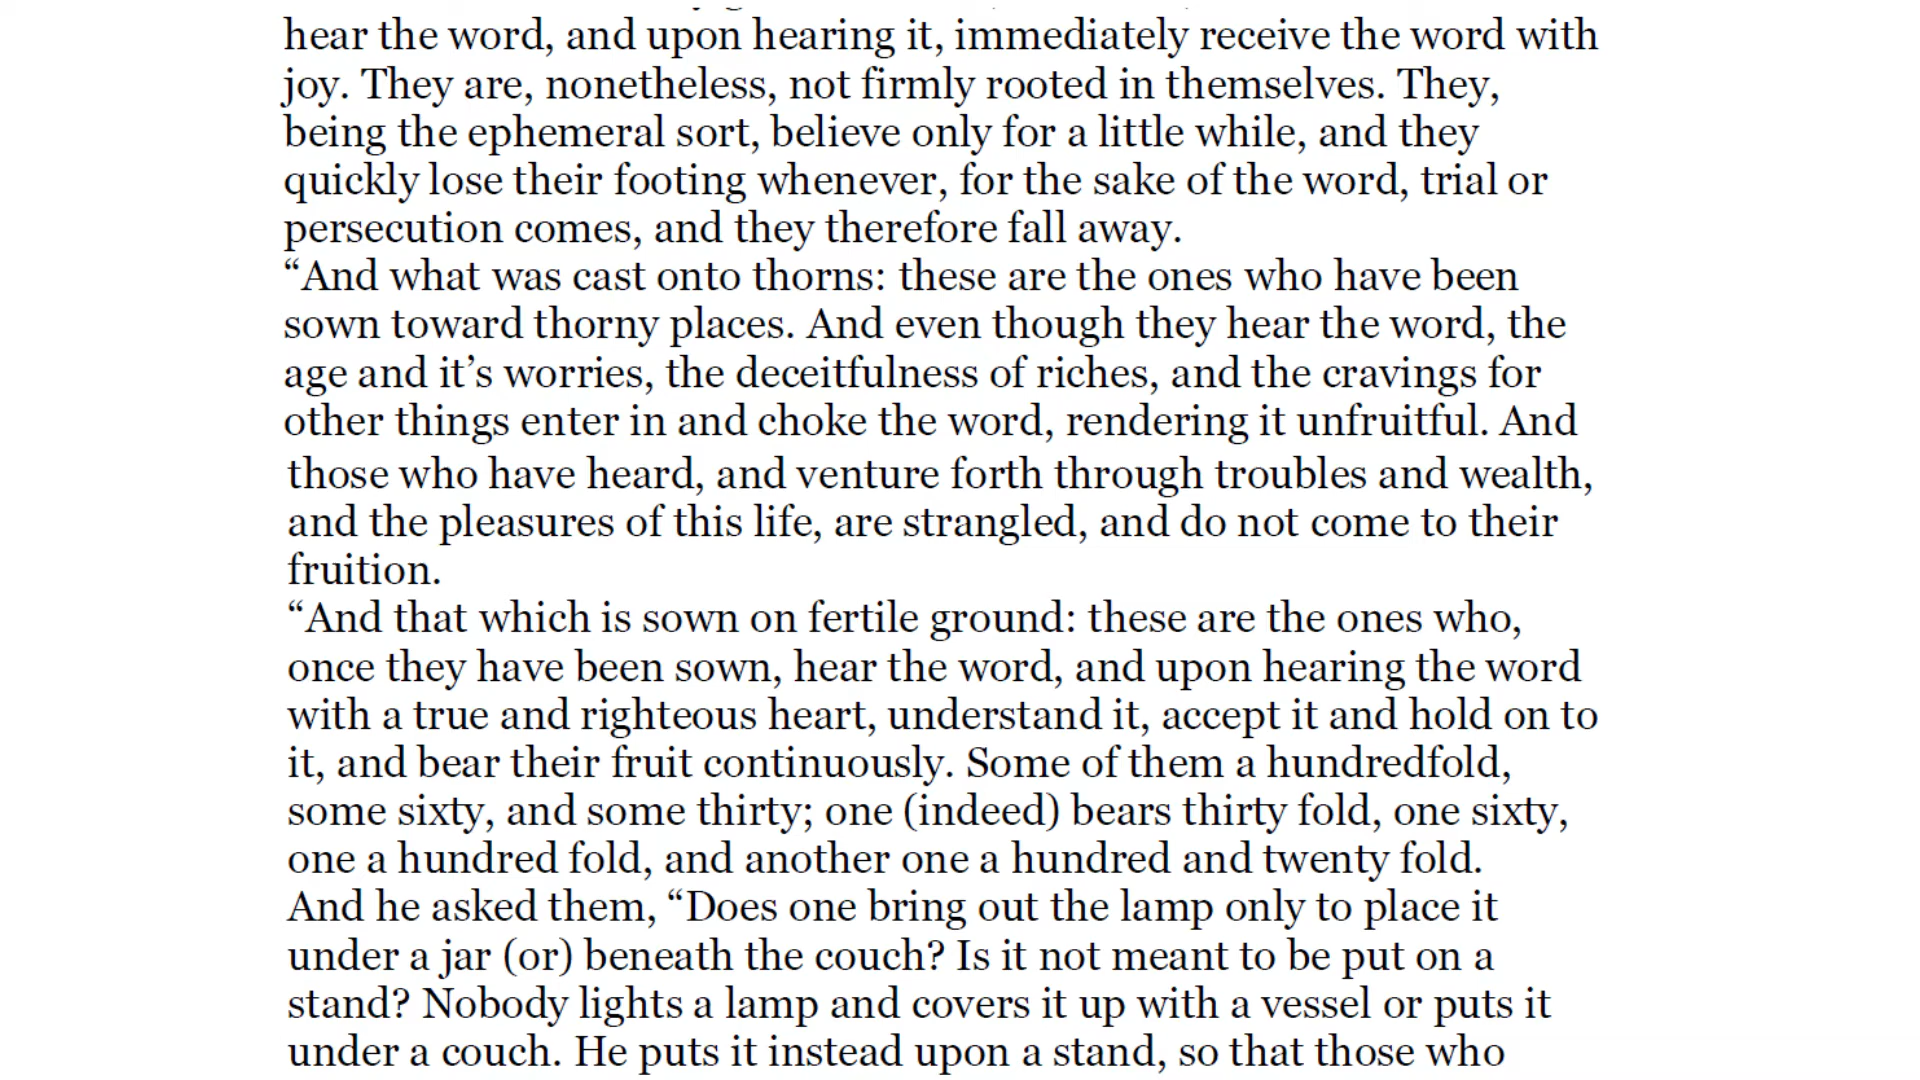 hear the word, and upon hearing it, immediately receive the word with
joy. They are, nonetheless, not firmly rooted in themselves. They,
being the ephemeral sort, believe only for a little while, and they
quickly lose their footing whenever, for the sake of the word, trial or
persecution comes, and they therefore fall away.
“And what was cast onto thorns: these are the ones who have been
sown toward thorny places. And even though they hear the word, the
age and it’s worries, the deceitfulness of riches, and the cravings for
other things enter in and choke the word, rendering it unfruitful. And
those who have heard, and venture forth through troubles and wealth,
and the pleasures of this life, are strangled, and do not come to their
fruition.
“And that which is sown on fertile ground: these are the ones who,
once they have been sown, hear the word, and upon hearing the word
with a true and righteous heart, understand it, accept it and hold on to
it, and bear their fruit continuously. Some of them a hundredfold,
some sixty, and some thirty; one (indeed) bears thirty fold, one sixty,
one a hundred fold, and another one a hundred and twenty fold.
And he asked them, “Does one bring out the lamp only to place it
under a jar (or) beneath the couch? Is it not meant to be put on a
stand? Nobody lights a lamp and covers it up with a vessel or puts it
under a couch. He puts it instead upon a stand, so that those who